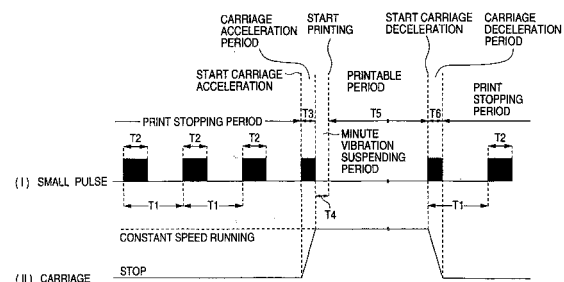 CARRIAGE
ACCELERATION
PERIOD
START
PRINTING
START CARRIAGE
DECELERATION
CARRIAGE
DECELERATION
PERIOD
START CARRIAGE
ACCELERATION
PRINTABLE
PERIOD
PRINT
STOPPING
PERIOD
T3
T5
T6
PRINT STOPPING PERIOD
T2
T2
T2
MINUTE
VIBRATION
SUSPENDING
PERIOD
T2
(I) SMALL PULSE
T1
T1
T4
T1
CONSTANT SPEED RUNNING
STOP
(II) CARRIAGE